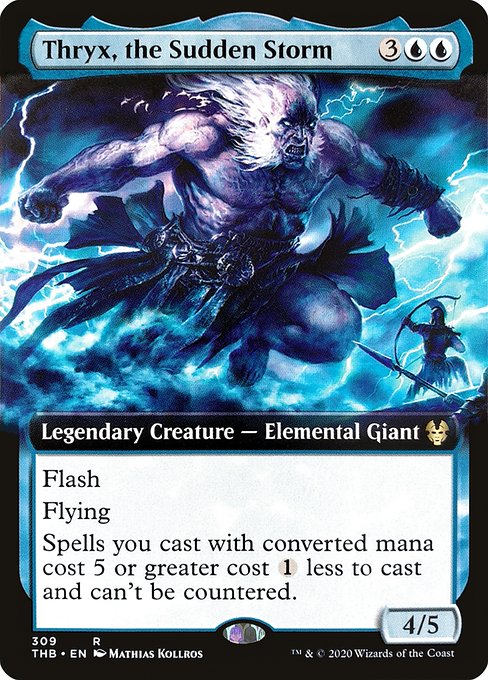 Thryx, the Sudden Storm 3
Legendary Creature — Elemental Giant
Flash
Flying
Spells you cast with converted mana
cost 5 or greater cost 1 less to cast
and can't be countered.
4/5
309 R
THB • EN Mathias Kollros
™ & © 2020 Wizards of the Coast